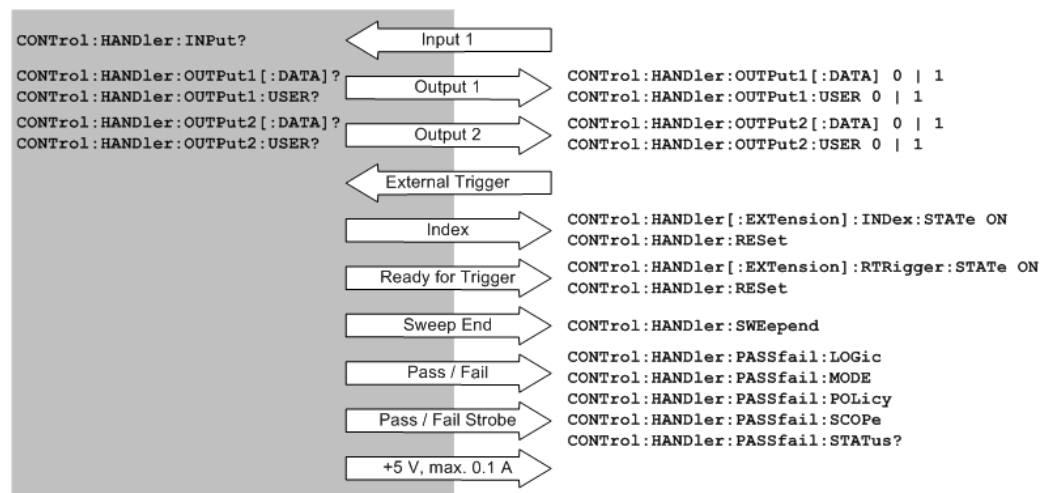 CONTrol:HANDler:INPut?
Input 1
CONTrol:HANDler:OUTPut1[:DATA]?
CONTrol:HANDler:OUTPut1:USER?
Output 1
CONTrol:HANDler:OUTPut1[:DATA] 0 | 1
CONTrol:HANDler:OUTPut1:USER 0 | 1
CONTrol:HANDler:OUTPut2[:DATA]?
CONTrol:HANDler:OUTPut2:USER?
Output 2
CONTrol:HANDler:OUTPut2[:DATA] 0 | 1
CONTrol:HANDler:OUTPut2:USER 0 | 1
External Trigger
Index
CONTrol:HANDler[:EXTension]:INDex:STATe ON
CONTrol:HANDler:RESet
Ready for Trigger
CONTrol:HANDler[:EXTension]:RTRigger:STATe ON
CONTrol:HANDler:RESet
Sweep End
CONTrol:HANDler:SWEepend
Pass / Fail
CONTrol:HANDler:PASSfail:LOGic
CONTrol:HANDler:PASSfail:MODE
CONTrol:HANDler:PASSfail:POLicy
Pass / Fail Strobe
CONTrol:HANDler:PASSfail:SCOPe
CONTrol:HANDler:PASSfail:STATus?
+5 V, max. 0.1 A